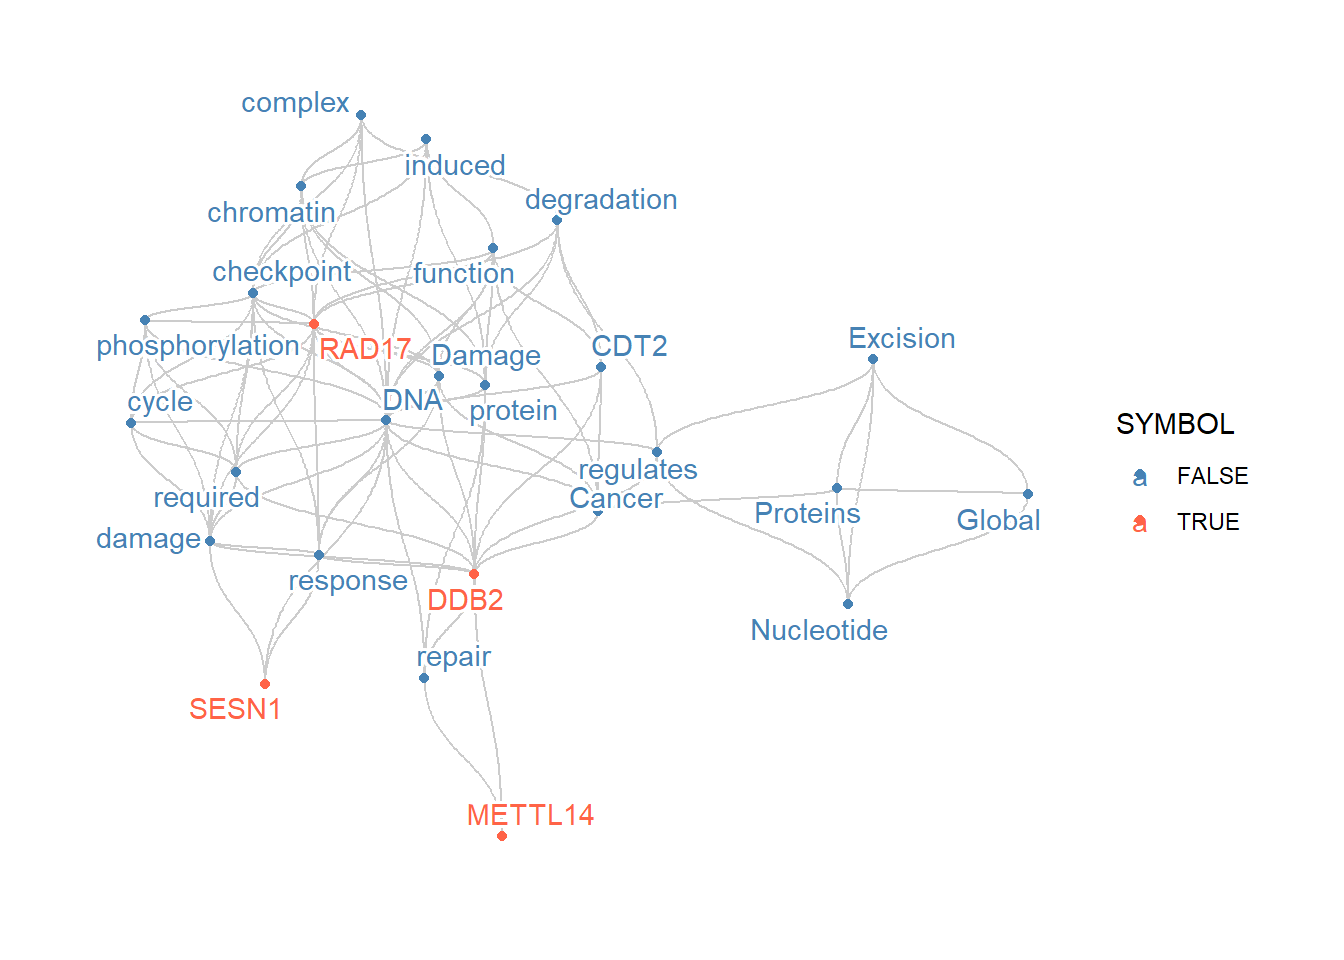 complex
induced
degradation
chromatin
checkpoint
function
phosphorylation
RAD17
Damage
CDT2
Excision
cycle
DNA
protein
SYMBOL
a FALSE
a TRUE
regulates
required
Cancer
Proteins
Global
damage
response
DDB2
Nucleotide
repair
SESN1
METTL14